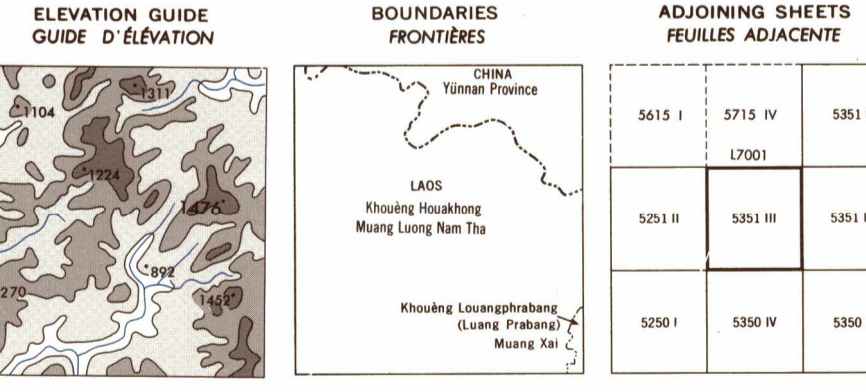 ELEVATION GUIDE
GUIDE D'ÉLÉVATION
1104
1311
1224
1476
892
270
1452
BOUNDARIES
FRONTIÈRES
CHINA
Yünnan Province
LAOS
Khouèng Houakhong
Muang Luong Nam Tha
Khouèng Louangphrabang
(Luang Prabang)
Muang Xai
ADJOINING SHEETS
FEUILLES ADJACENTE
5615 I 5715 IV 5351
L7001
5251 II 5351 III 5351
5250 I 5350 IV 5350